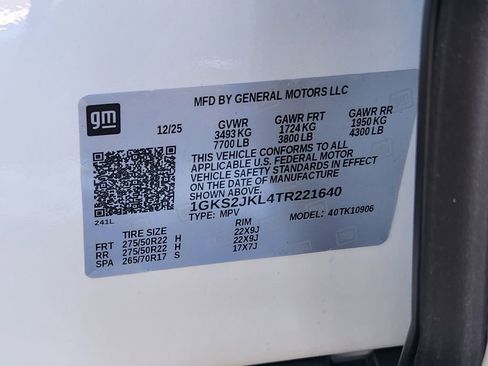 MFD BY GENERAL MOTORS LLC
gm
12/25 GVWR GAWR FRT GAWR RR
3493 KG 1724 KG 1950 KG
7700 LB 3800 LB 4300 LB
THIS VEHICLE CONFORMS TO ALL
APPLICABLE U.S. FEDERAL MOTOR
VEHICLE SAFETY STANDARDS IN EFFECT
ON THE DATE OF MANUFACTURE
SHOWN ABOVE.
1GKS2JKL4TR221640
TYPE: MPV MODEL: 40TK10906
241L
TIRE SIZE RIM
FRT 275/50R22 H 22X9J
RR 275/50R22 H 22X9J
SPA 265/70R17 S 17X7J